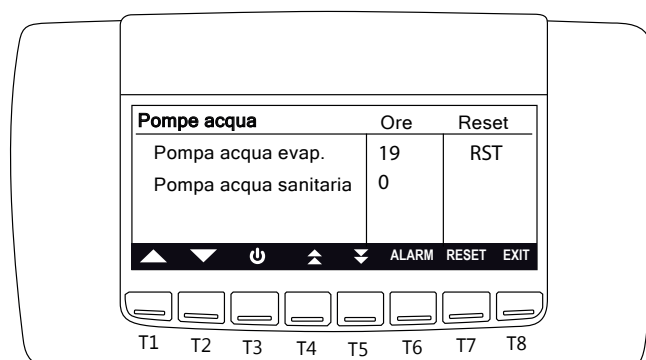 Pompe acqua Ore Reset
Pompa acqua evap. 19 RST
Pompa acqua sanitaria 0
ALARM RESET EXIT
T1 T2 T3 T4 T5 T6 T7 T8